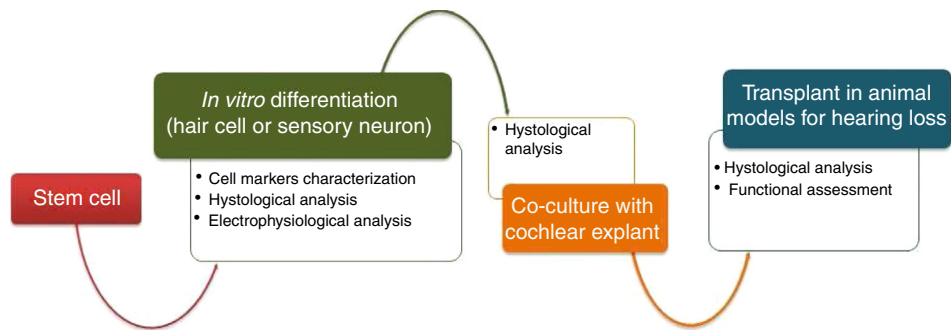 Stem cell
In vitro differentiation
(hair cell or sensory neuron)
• Cell markers characterization
• Hystological analysis
• Electrophysiological analysis
• Hystological
analysis
Co-culture with
cochlear explant
Transplant in animal
models for hearing loss
• Hystological analysis
• Functional assessment